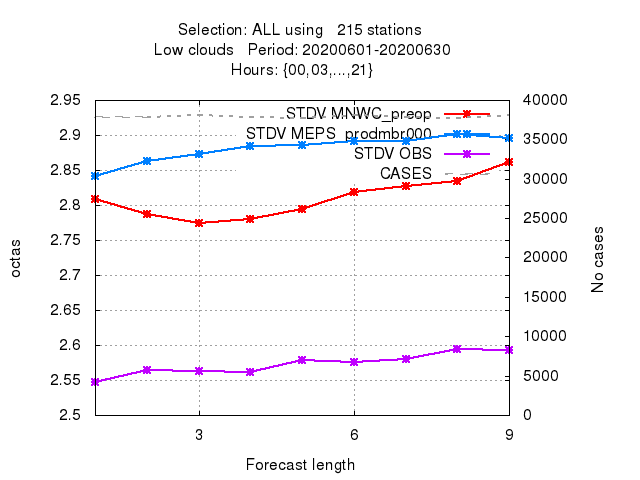 Selection: ALL using   215 stations
Low clouds   Period: 20200601-20200630
Hours: {00,03,...,21}
2.95
2.9
2.85
2.8
2.75
2.7
2.65
2.6
2.55
2.5
octas
STDV MNWC_preop
STDV MEPS_prodmbr000
STDV OBS
CASES
40000
35000
30000
25000
20000
15000
10000
5000
0
No cases
3
6
9
Forecast length